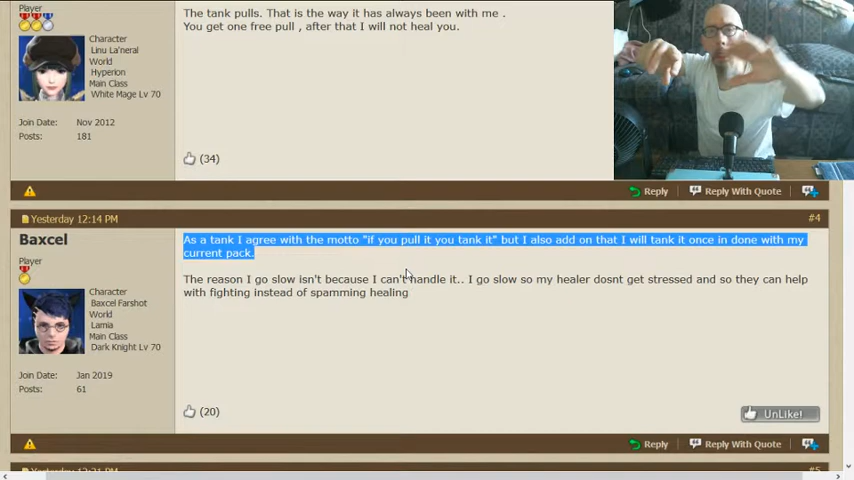 Player
The tank pulls. That is the way it has always been with me .
You get one free pull , after that I will not heal you.
Character
Linu La'neral
World
Hyperion
Main Class
White Mage Lv 70
Join Date: Nov 2012
Posts: 181
(34)
Reply
Reply With Quote
Yesterday 12:14 PM
#4
Baxcel
Player
As a tank I agree with the motto "if you pull it you tank it" but I also add on that I will tank it once in done with my
current pack.
The reason I go slow isn't because I can't handle it.. I go slow so my healer dosnt get stressed and so they can help
with fighting instead of spamming healing
Character
Baxcel Farshot
World
Lamia
Main Class
Dark Knight Lv 70
Join Date: Jan 2019
Posts: 61
(20)
UnLike!
Reply
Reply With Quote
Yesterday 12:31 PM
#5